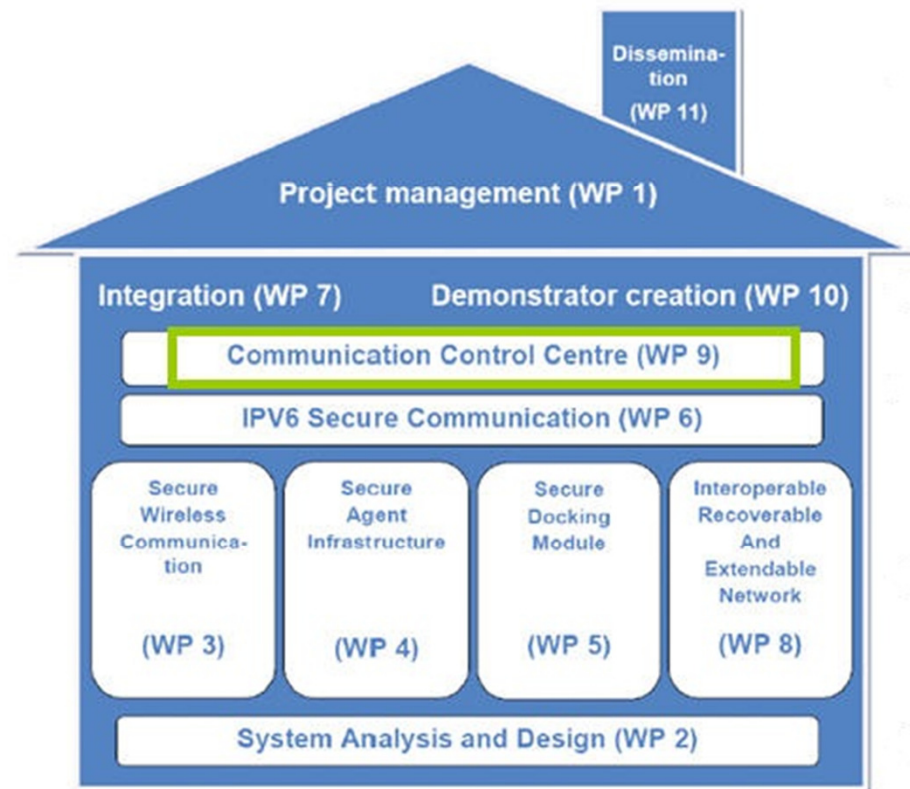 Dissemina-
tion
(WP 11)
Project management (WP 1)
Integration (WP 7)
Demonstrator creation (WP 10)
Communication Control Centre (WP 9)
IPV6 Secure Communication (WP 6)
Secure
Wireless
Communica-
tion
(WP 3)
Secure
Agent
Infrastructure
(WP 4)
Secure
Docking
Module
(WP 5)
Interoperable
Recoverable
And
Extendable
Network
(WP 8)
System Analysis and Design (WP 2)